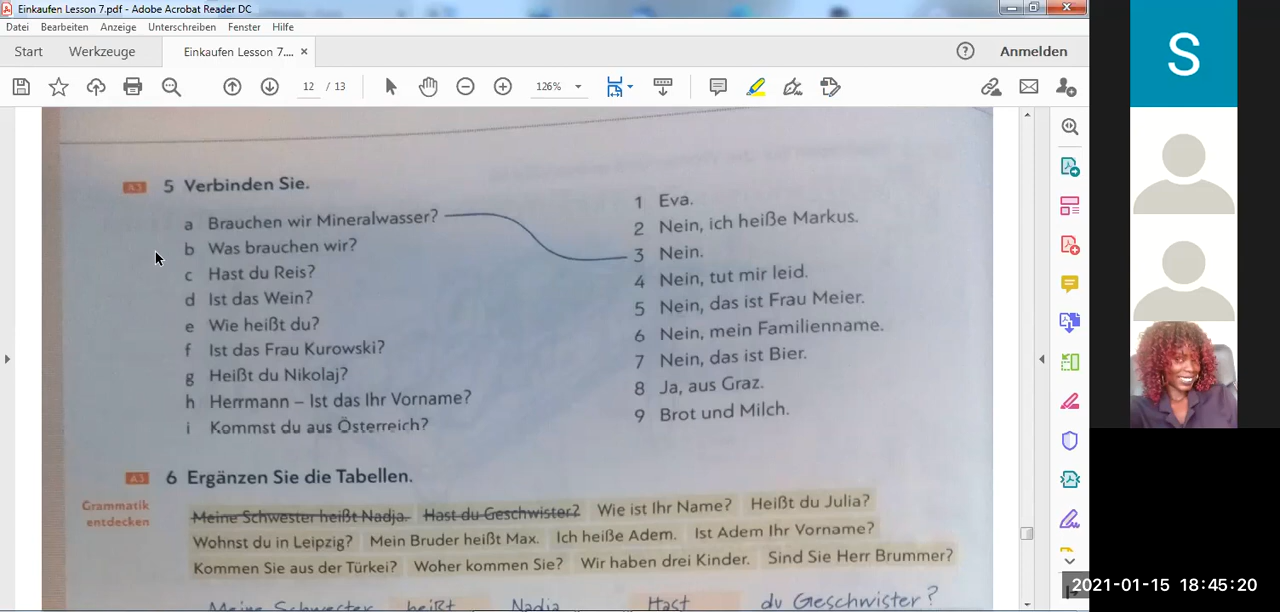 Einkaufen Lesson 7.pdf - Adobe Acrobat Reader DC
Datei Bearbeiten Anzeige Unterschreiben Fenster Hilfe
Start Werkzeuge Einkaufen Lesson 7.... × Anmelden
12 / 13 126%
A3 5 Verbinden Sie.
a Brauchen wir Mineralwasser?
b Was brauchen wir?
c Hast du Reis?
d Ist das Wein?
e Wie heißt du?
f Ist das Frau Kurowski?
g Heißt du Nikolaj?
h Herrmann – Ist das Ihr Vorname?
i Kommst du aus Österreich?
1 Eva.
2 Nein, ich heiße Markus.
3 Nein.
4 Nein, tut mir leid.
5 Nein, das ist Frau Meier.
6 Nein, mein Familienname.
7 Nein, das ist Bier.
8 Ja, aus Graz.
9 Brot und Milch.
A3 6 Ergänzen Sie die Tabellen.
Grammatik
entdecken
Meine Schwester heißt Nadja. Hast du Geschwister? Wie ist Ihr Name? Heißt du Julia?
Wohnst du in Leipzig? Mein Bruder heißt Max. Ich heiße Adem. Ist Adem Ihr Vorname?
Kommen Sie aus der Türkei? Woher kommen Sie? Wir haben drei Kinder. Sind Sie Herr Brummer?
Meine Schwester heißt Nadja Hast du Geschwister?
S
2021-01-15 18:45:20